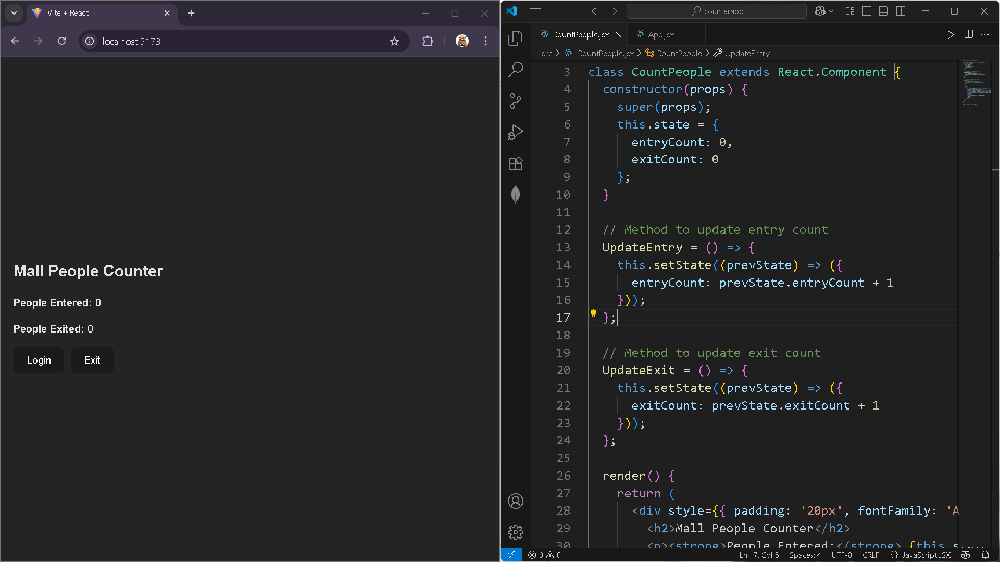 Vite + React
localhost:5173
Mall People Counter
People Entered: 0
People Exited: 0
Login Exit
counterapp
CountPeople.jsx App.jsx
src > CountPeople.jsx > CountPeople > UpdateEntry
3 class CountPeople extends React.Component {
4 constructor(props) {
5 super(props);
6 this.state = {
7 entryCount: 0,
8 exitCount: 0
9 };
10 }
11
12 // Method to update entry count
13 UpdateEntry = () => {
14 this.setState((prevState) => ({
15 entryCount: prevState.entryCount + 1
16 }));
17 };
18
19 // Method to update exit count
20 UpdateExit = () => {
21 this.setState((prevState) => ({
22 exitCount: prevState.exitCount + 1
23 }));
24 };
25
26 render() {
27 return (
28 <div style={{ padding: '20px', fontFamily: 'A
29 <h2>Mall People Counter</h2>
30 <p><strong>People Entered:</strong> {this.s
0 0 Ln 17, Col 5 Spaces: 4 UTF-8 CRLF {} JavaScript JSX